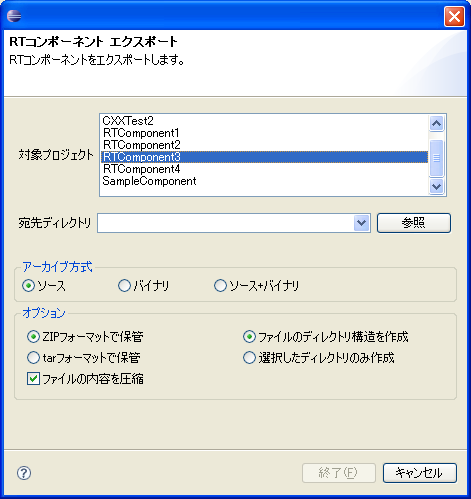 RTコンポーネント エクスポート
RTコンポーネントをエクスポートします。
対象プロジェクト
CXXTest2
RTComponent1
RTComponent2
RTComponent3
RTComponent4
SampleComponent
宛先ディレクトリ
参照
アーカイブ方式
ソース
バイナリ
ソース+バイナリ
オプション
ZIPフォーマットで保管
ファイルのディレクトリ構造を作成
tarフォーマットで保管
選択したディレクトリのみ作成
ファイルの内容を圧縮
?
終了(F)
キャンセル